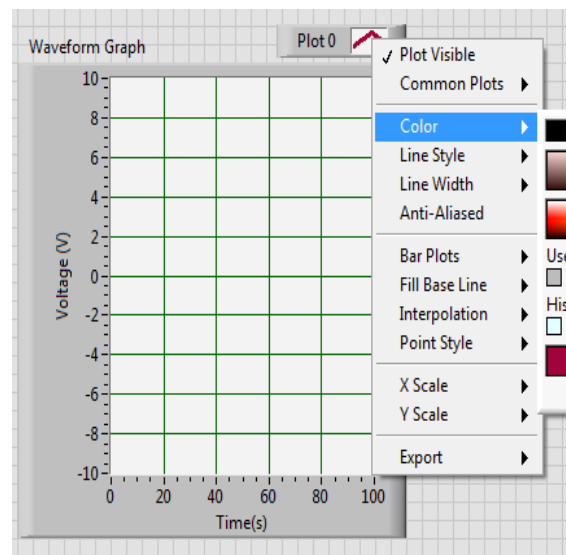 Waveform Graph
Plot 0
Plot Visible
Common Plots
Color
Line Style
Line Width
Anti-Aliased
Bar Plots
Fill Base Line
Interpolation
Point Style
X Scale
Y Scale
Export
Use
His
Voltage (V)
10
8
6
4
2
0
-2
-4
-6
-8
-10
0 20 40 60 80 100
Time(s)